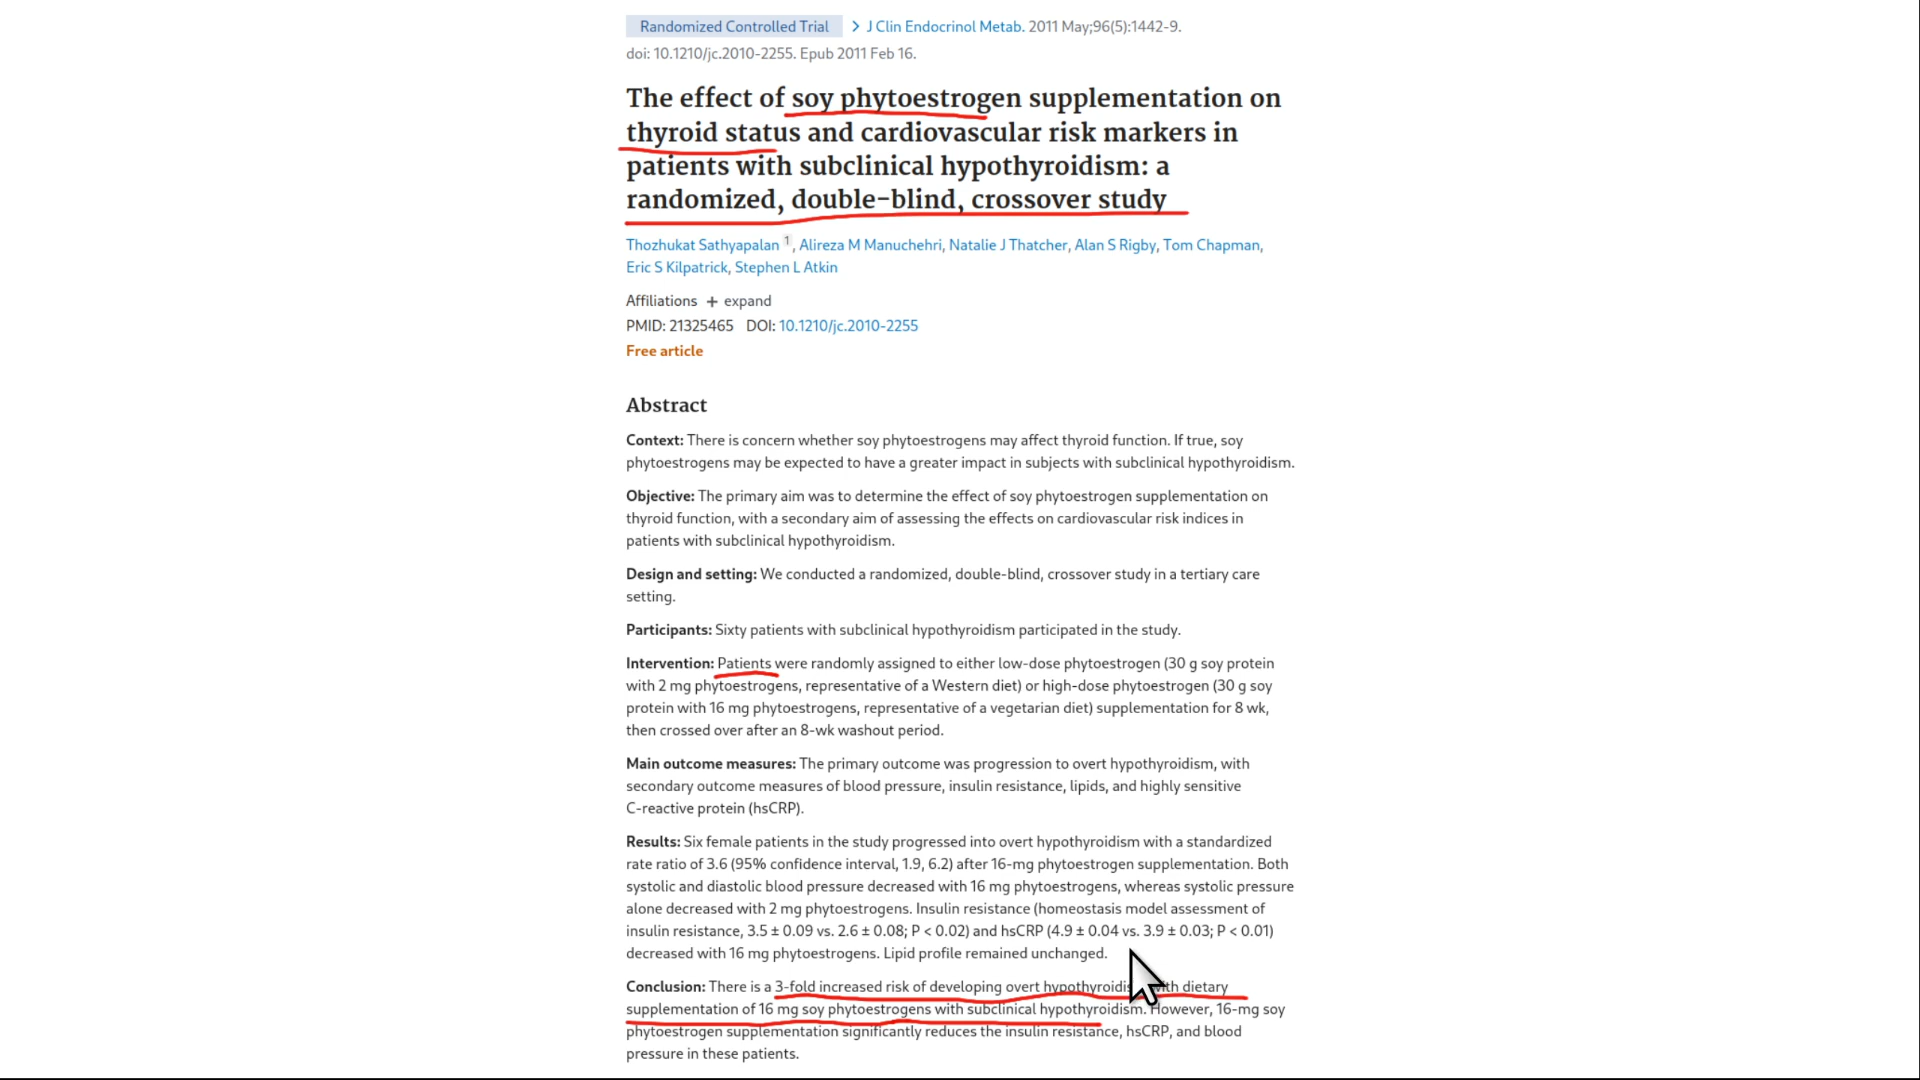 Randomized Controlled Trial > J Clin Endocrinol Metab. 2011 May;96(5):1442-9.
doi: 10.1210/jc.2010-2255. Epub 2011 Feb 16.
The effect of soy phytoestrogen supplementation on
thyroid status and cardiovascular risk markers in
patients with subclinical hypothyroidism: a
randomized, double-blind, crossover study
Thozhukat Sathyapalan 1, Alireza M Manuchehri, Natalie J Thatcher, Alan S Rigby, Tom Chapman,
Eric S Kilpatrick, Stephen L Atkin
Affiliations + expand
PMID: 21325465 DOI: 10.1210/jc.2010-2255
Free article
Abstract
Context: There is concern whether soy phytoestrogens may affect thyroid function. If true, soy
phytoestrogens may be expected to have a greater impact in subjects with subclinical hypothyroidism.
Objective: The primary aim was to determine the effect of soy phytoestrogen supplementation on
thyroid function, with a secondary aim of assessing the effects on cardiovascular risk indices in
patients with subclinical hypothyroidism.
Design and setting: We conducted a randomized, double-blind, crossover study in a tertiary care
setting.
Participants: Sixty patients with subclinical hypothyroidism participated in the study.
Intervention: Patients were randomly assigned to either low-dose phytoestrogen (30 g soy protein
with 2 mg phytoestrogens, representative of a Western diet) or high-dose phytoestrogen (30 g soy
protein with 16 mg phytoestrogens, representative of a vegetarian diet) supplementation for 8 wk,
then crossed over after an 8-wk washout period.
Main outcome measures: The primary outcome was progression to overt hypothyroidism, with
secondary outcome measures of blood pressure, insulin resistance, lipids, and highly sensitive
C-reactive protein (hsCRP).
Results: Six female patients in the study progressed into overt hypothyroidism with a standardized
rate ratio of 3.6 (95% confidence interval, 1.9, 6.2) after 16-mg phytoestrogen supplementation. Both
systolic and diastolic blood pressure decreased with 16 mg phytoestrogens, whereas systolic pressure
alone decreased with 2 mg phytoestrogens. Insulin resistance (homeostasis model assessment of
insulin resistance, 3.5 ± 0.09 vs. 2.6 ± 0.08; P < 0.02) and hsCRP (4.9 ± 0.04 vs. 3.9 ± 0.03; P < 0.01)
decreased with 16 mg phytoestrogens. Lipid profile remained unchanged.
Conclusion: There is a 3-fold increased risk of developing overt hypothyroidism with dietary
supplementation of 16 mg soy phytoestrogens with subclinical hypothyroidism. However, 16-mg soy
phytoestrogen supplementation significantly reduces the insulin resistance, hsCRP, and blood
pressure in these patients.